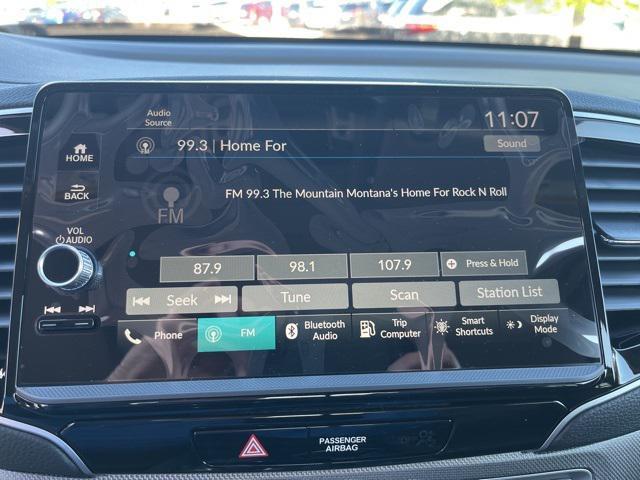 Audio
Source
11:07
FM
99.3 | Home For
Sound
HOME
BACK
FM 99.3 The Mountain Montana's Home For Rock N Roll
FM
VOL
AUDIO
87.9
98.1
107.9
Press & Hold
Seek
Tune
Scan
Station List
Phone
FM
Bluetooth
Audio
Trip
Computer
Smart
Shortcuts
Display
Mode
PASSENGER
AIRBAG